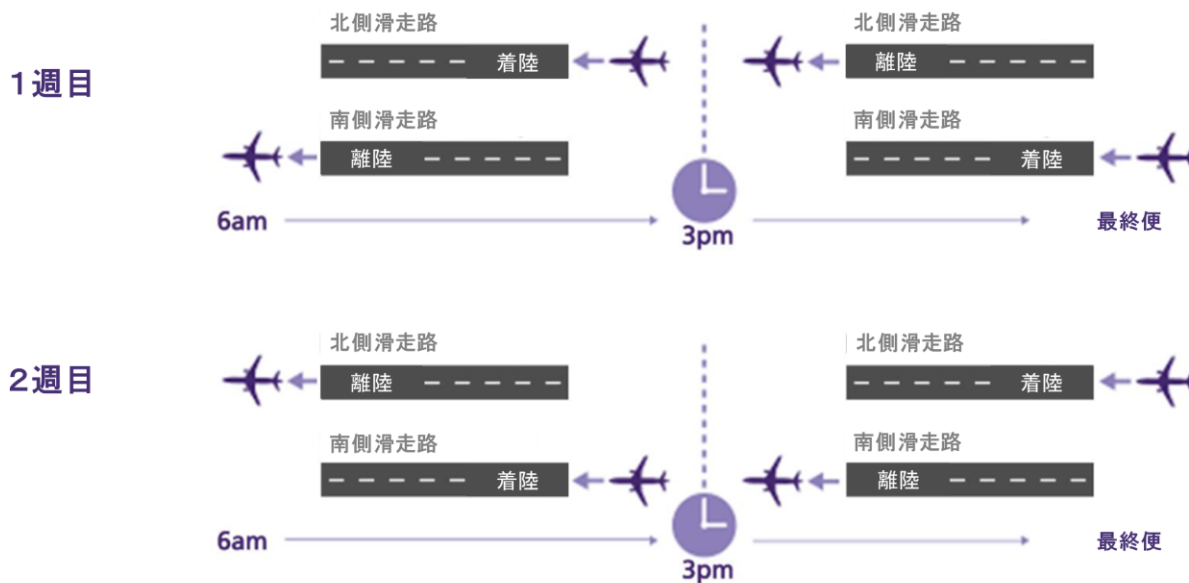 1週目
北側滑走路
着陸
南側滑走路
離陸
北側滑走路
離陸
南側滑走路
着陸
6am
3pm
最終便
2週目
北側滑走路
離陸
南側滑走路
着陸
北側滑走路
着陸
南側滑走路
離陸
6am
3pm
最終便